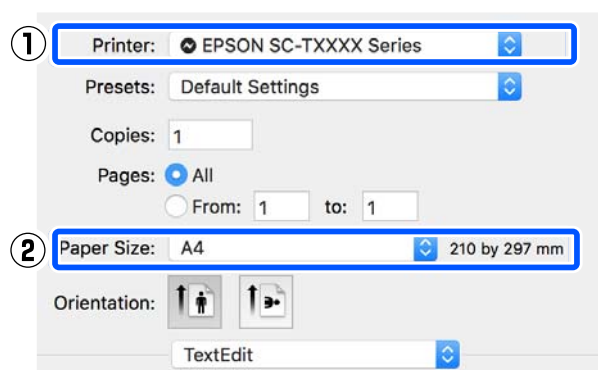 ① Printer: EPSON SC-TXXXX Series
Presets: Default Settings
Copies: 1
Pages: All
From: 1 to: 1
② Paper Size: A4 210 by 297 mm
Orientation:
TextEdit